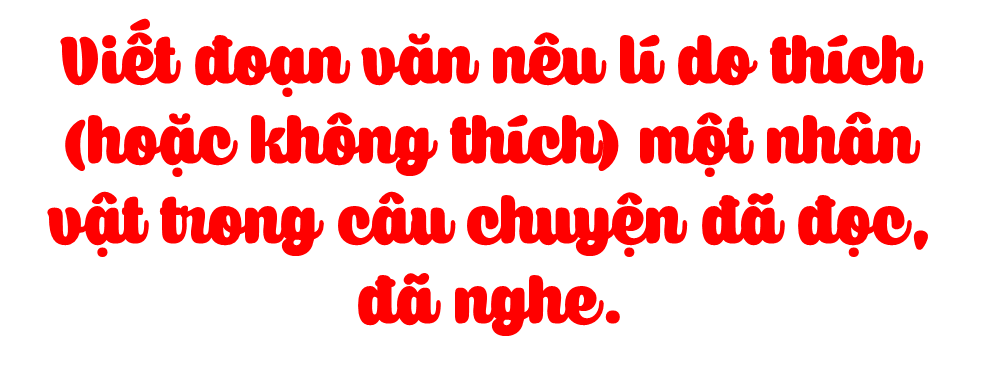 Viết đoạn văn nêu lí do thích
(hoặc không thích) một nhân
vật trong câu chuyện đã đọc,
đã nghe.